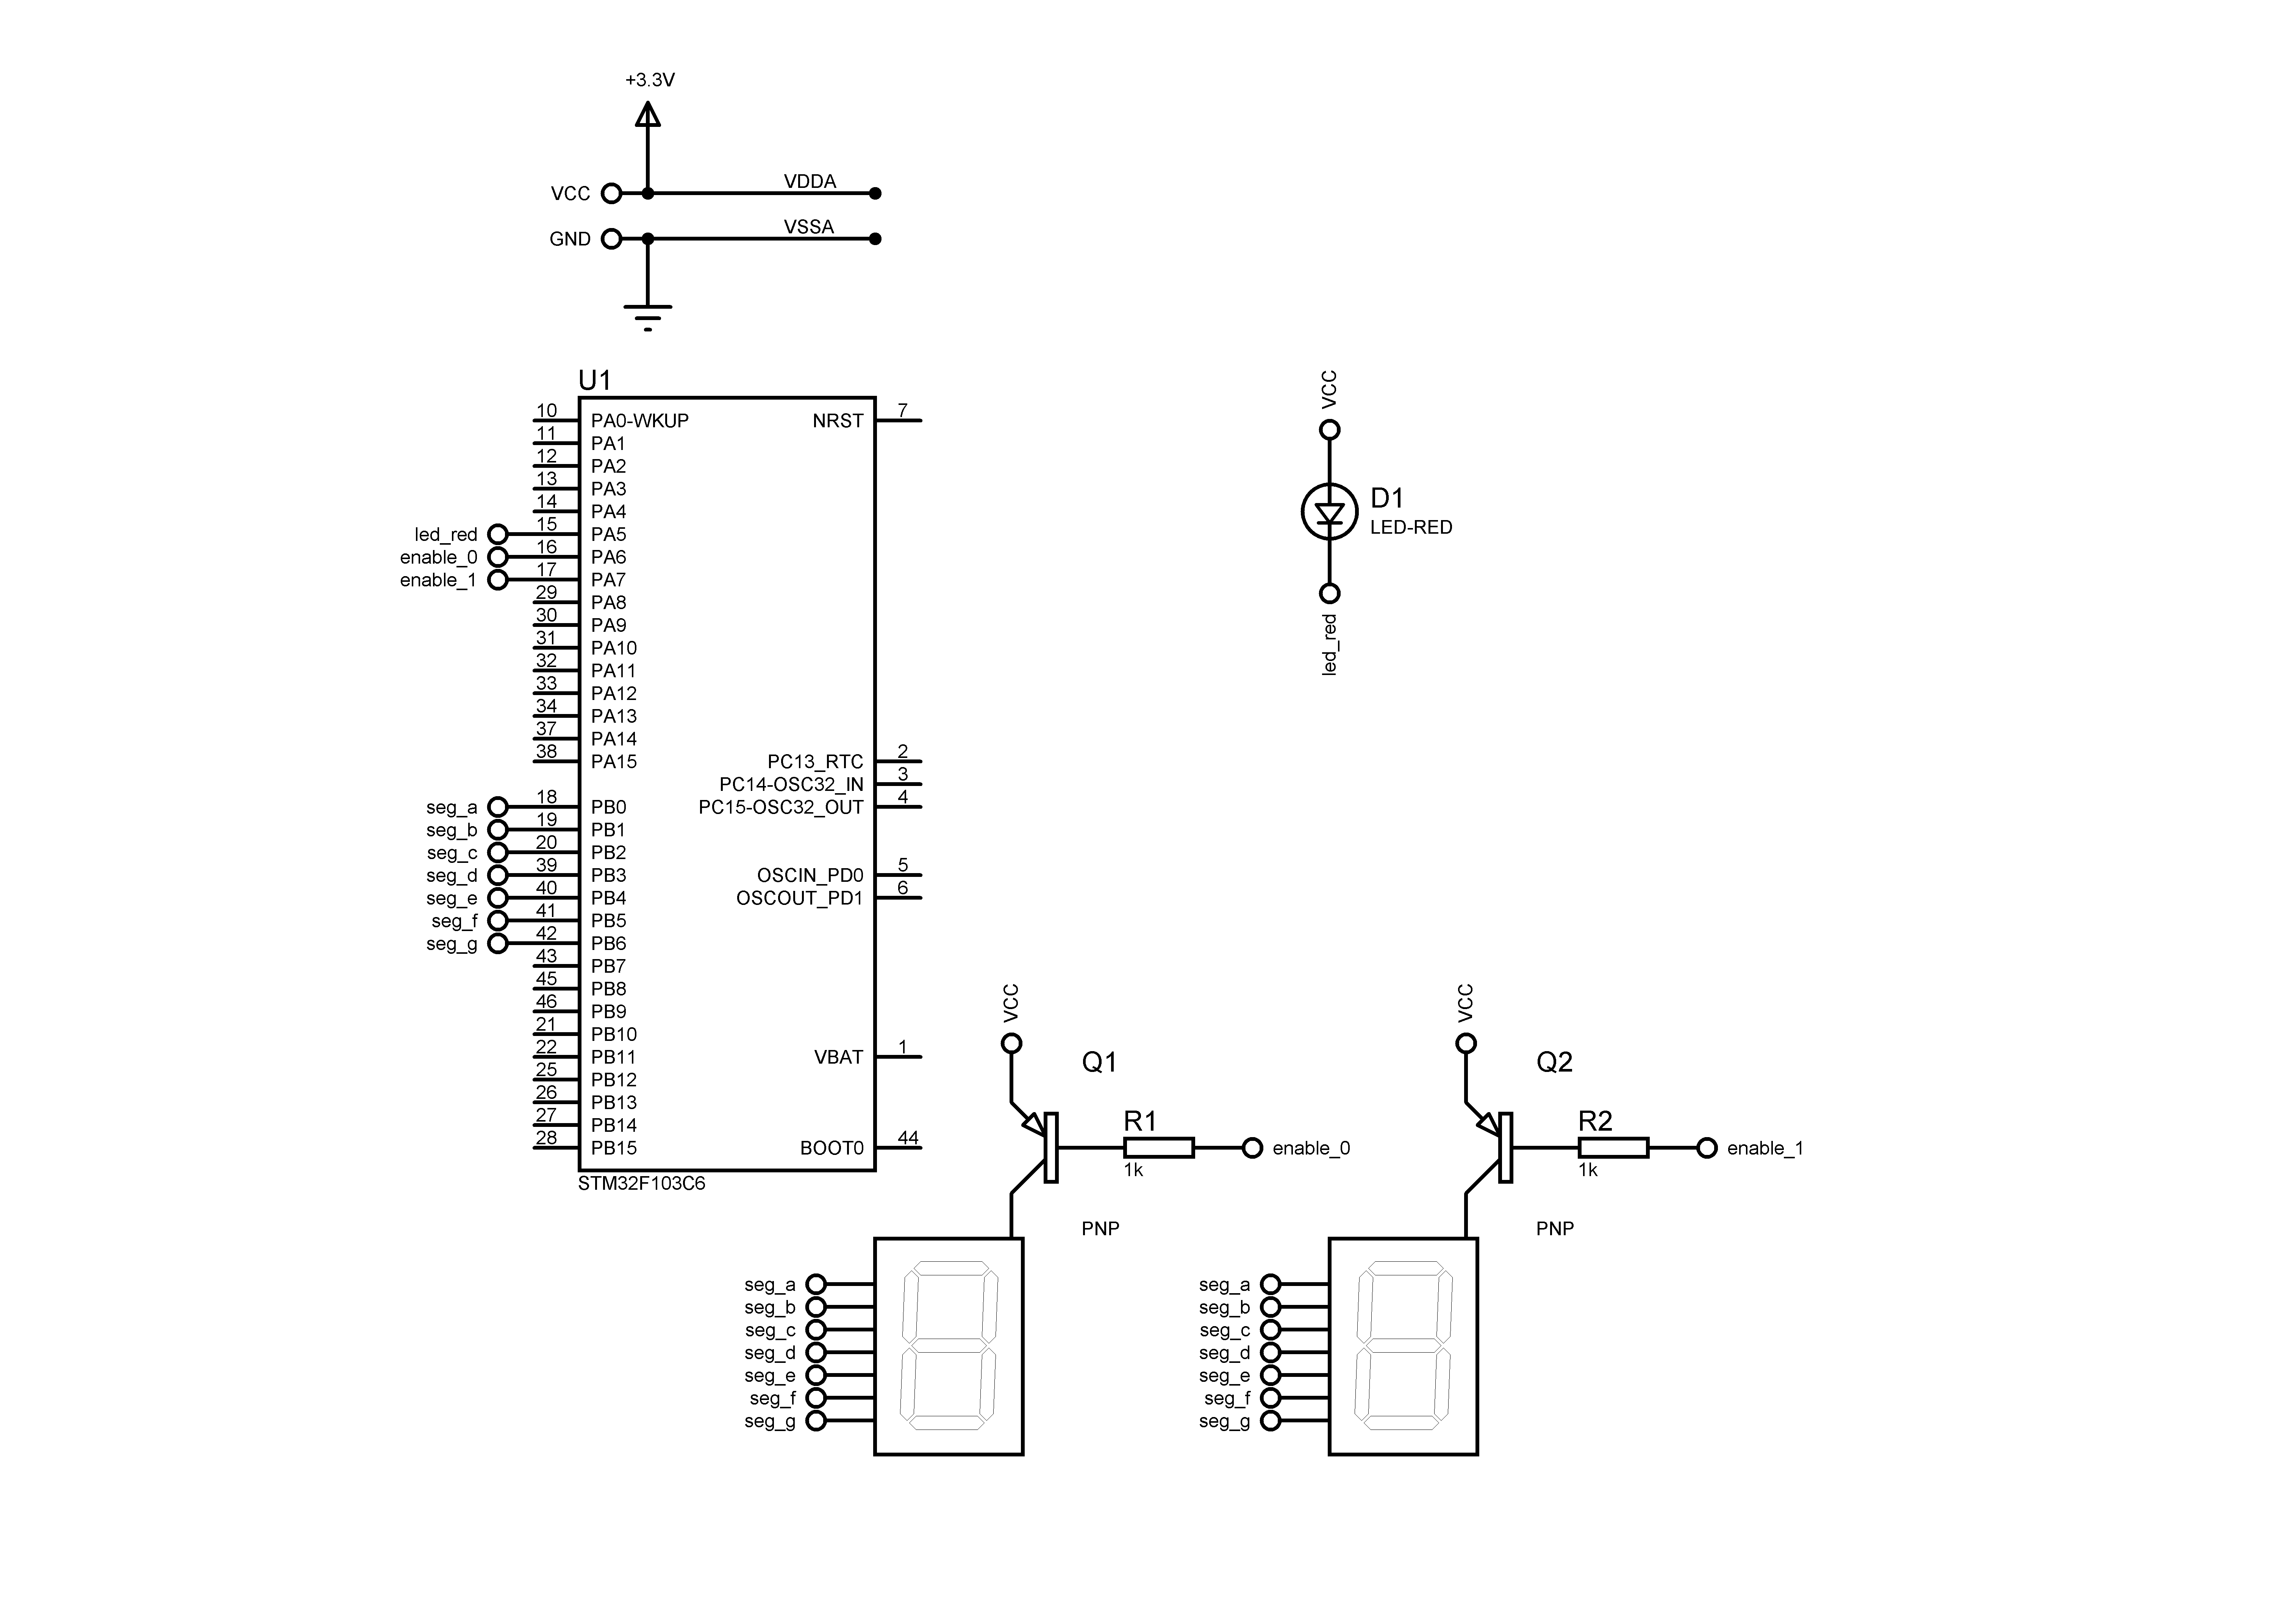 +3.3V
VCC
VDDA
GND
VSSA
U1
10 PA0-WKUP
NRST 7
11 PA1
12 PA2
13 PA3
14 PA4
led_red 15 PA5
enable_0 16 PA6
enable_1 17 PA7
29 PA8
30 PA9
31 PA10
32 PA11
33 PA12
34 PA13
37 PA14
38 PA15
PC13_RTC 2
PC14-OSC32_IN 3
PC15-OSC32_OUT 4
seg_a 18 PB0
seg_b 19 PB1
seg_c 20 PB2
seg_d 39 PB3
seg_e 40 PB4
seg_f 41 PB5
seg_g 42 PB6
OSCIN_PD0 5
OSCOUT_PD1 6
43 PB7
45 PB8
46 PB9
21 PB10
22 PB11
25 PB12
26 PB13
27 PB14
28 PB15
VBAT 1
BOOT0 44
STM32F103C6
VCC
D1
LED-RED
led_red
VCC
Q1
R1
1k
enable_0
PNP
seg_a
seg_b
seg_c
seg_d
seg_e
seg_f
seg_g
VCC
Q2
R2
1k
enable_1
PNP
seg_a
seg_b
seg_c
seg_d
seg_e
seg_f
seg_g